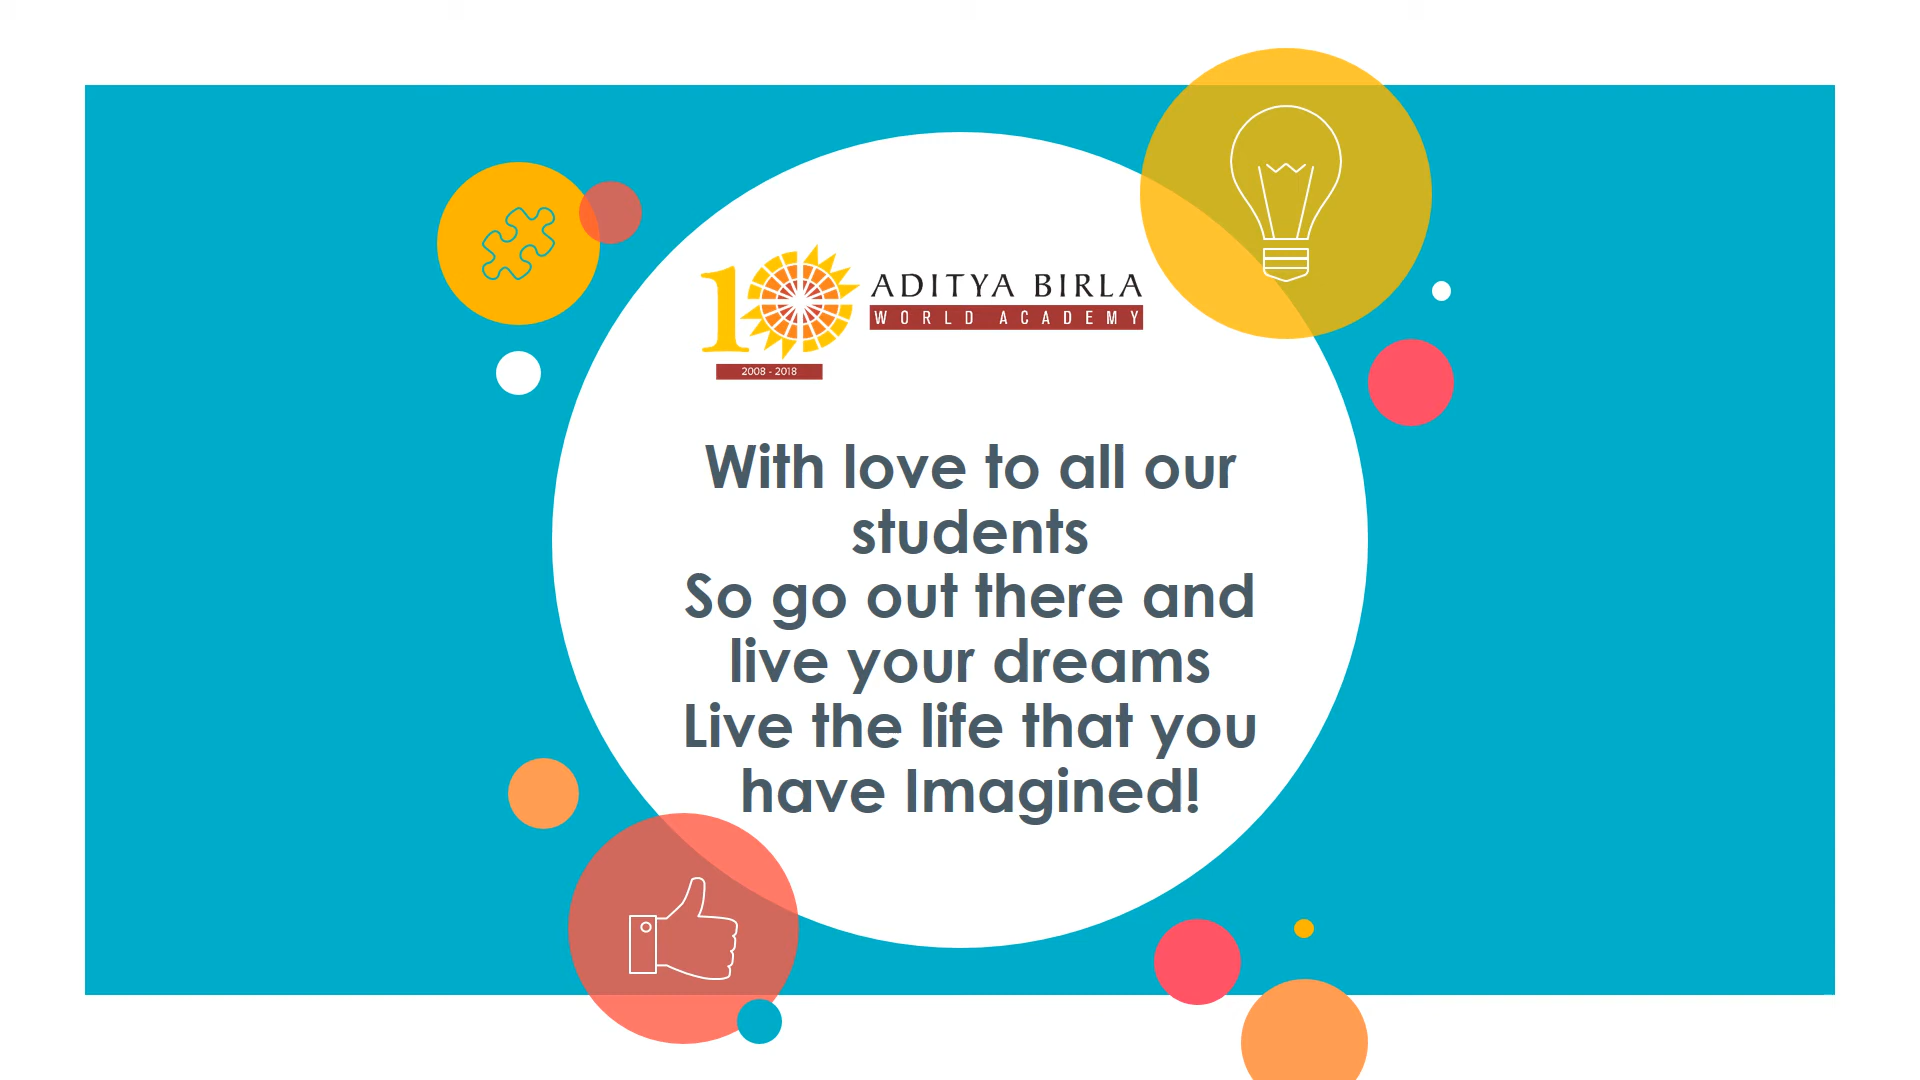 10
ADITYA BIRLA
WORLD ACADEMY
2008 - 2018
With love to all our
students
So go out there and
live your dreams
Live the life that you
have Imagined!